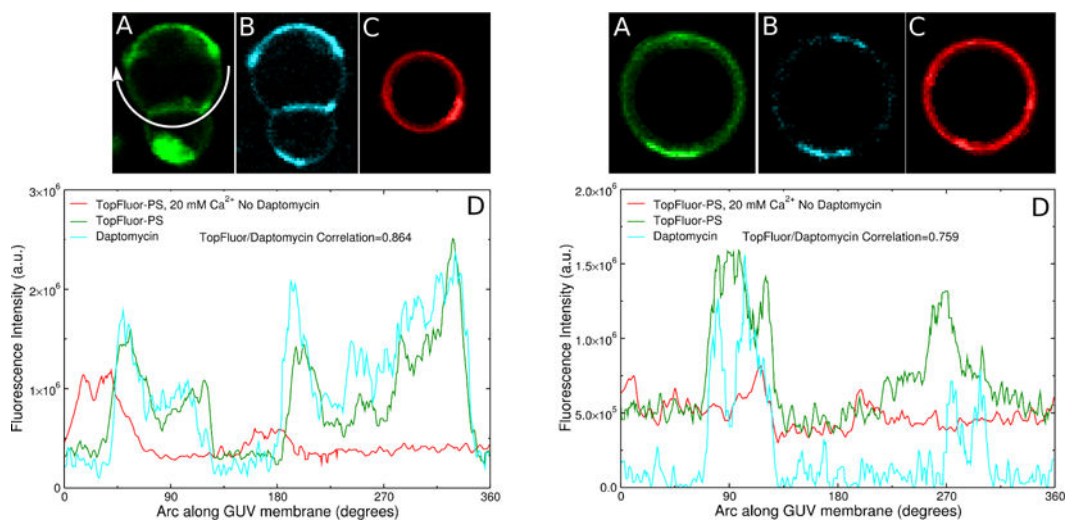 A
B
C
3×10⁶
2×10⁶
1×10⁶
0
Fluorescence Intensity (a.u.)
TopFluor-PS, 20 mM Ca²⁺ No Daptomycin
TopFluor-PS
Daptomycin
TopFluor/Daptomycin Correlation=0.864
D
0
90
180
270
360
Arc along GUV membrane (degrees)
A
B
C
2.0×10⁶
1.5×10⁶
1.0×10⁶
5.0×10⁵
0.0
Fluorescence Intensity (a.u.)
TopFluor-PS, 20 mM Ca²⁺ No Daptomycin
TopFluor-PS
Daptomycin
TopFluor/Daptomycin Correlation=0.759
D
0
90
180
270
360
Arc along GUV membrane (degrees)